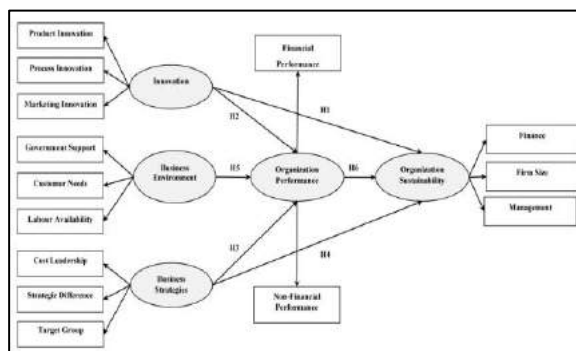 Product Innovation
Process Innovation
Marketing Innovation
Innovation
Financial
Performance
H1
H2
Government Support
Customer Needs
Labour Availability
Business
Environment
H5
Organization
Performance
H6
Organization
Sustainability
Finance
Firm Size
Management
H3
H4
Cost Leadership
Strategic Difference
Target Group
Business
Strategies
Non-Financial
Performance